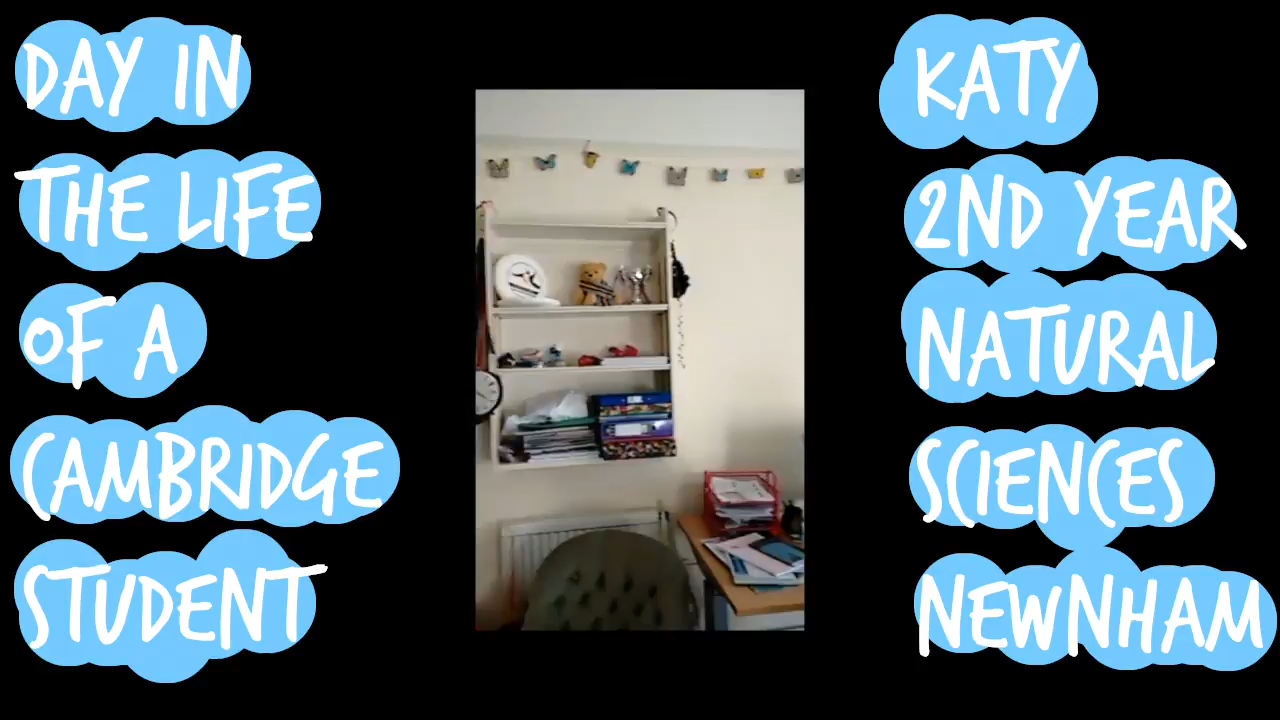 DAY IN
THE LIFE
OF A
CAMBRIDGE
STUDENT
KATY
2ND YEAR
NATURAL
SCIENCES
NEWNHAM